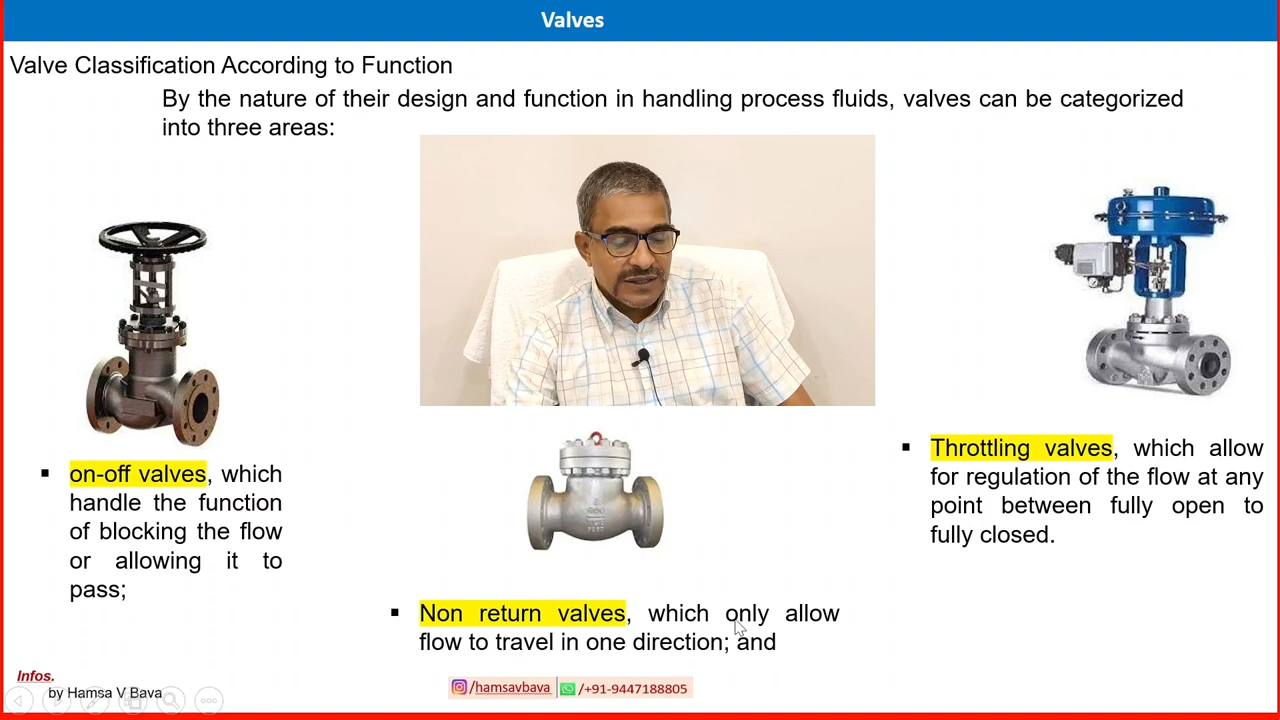 Valves
Valve Classification According to Function
By the nature of their design and function in handling process fluids, valves can be categorized
into three areas:
▪ on-off valves, which
handle the function
of blocking the flow
or allowing it to
pass;
▪ Non return valves, which only allow
flow to travel in one direction; and
▪ Throttling valves, which allow
for regulation of the flow at any
point between fully open to
fully closed.
Infos.
by Hamsa V Bava
/hamsavbava /+91-9447188805